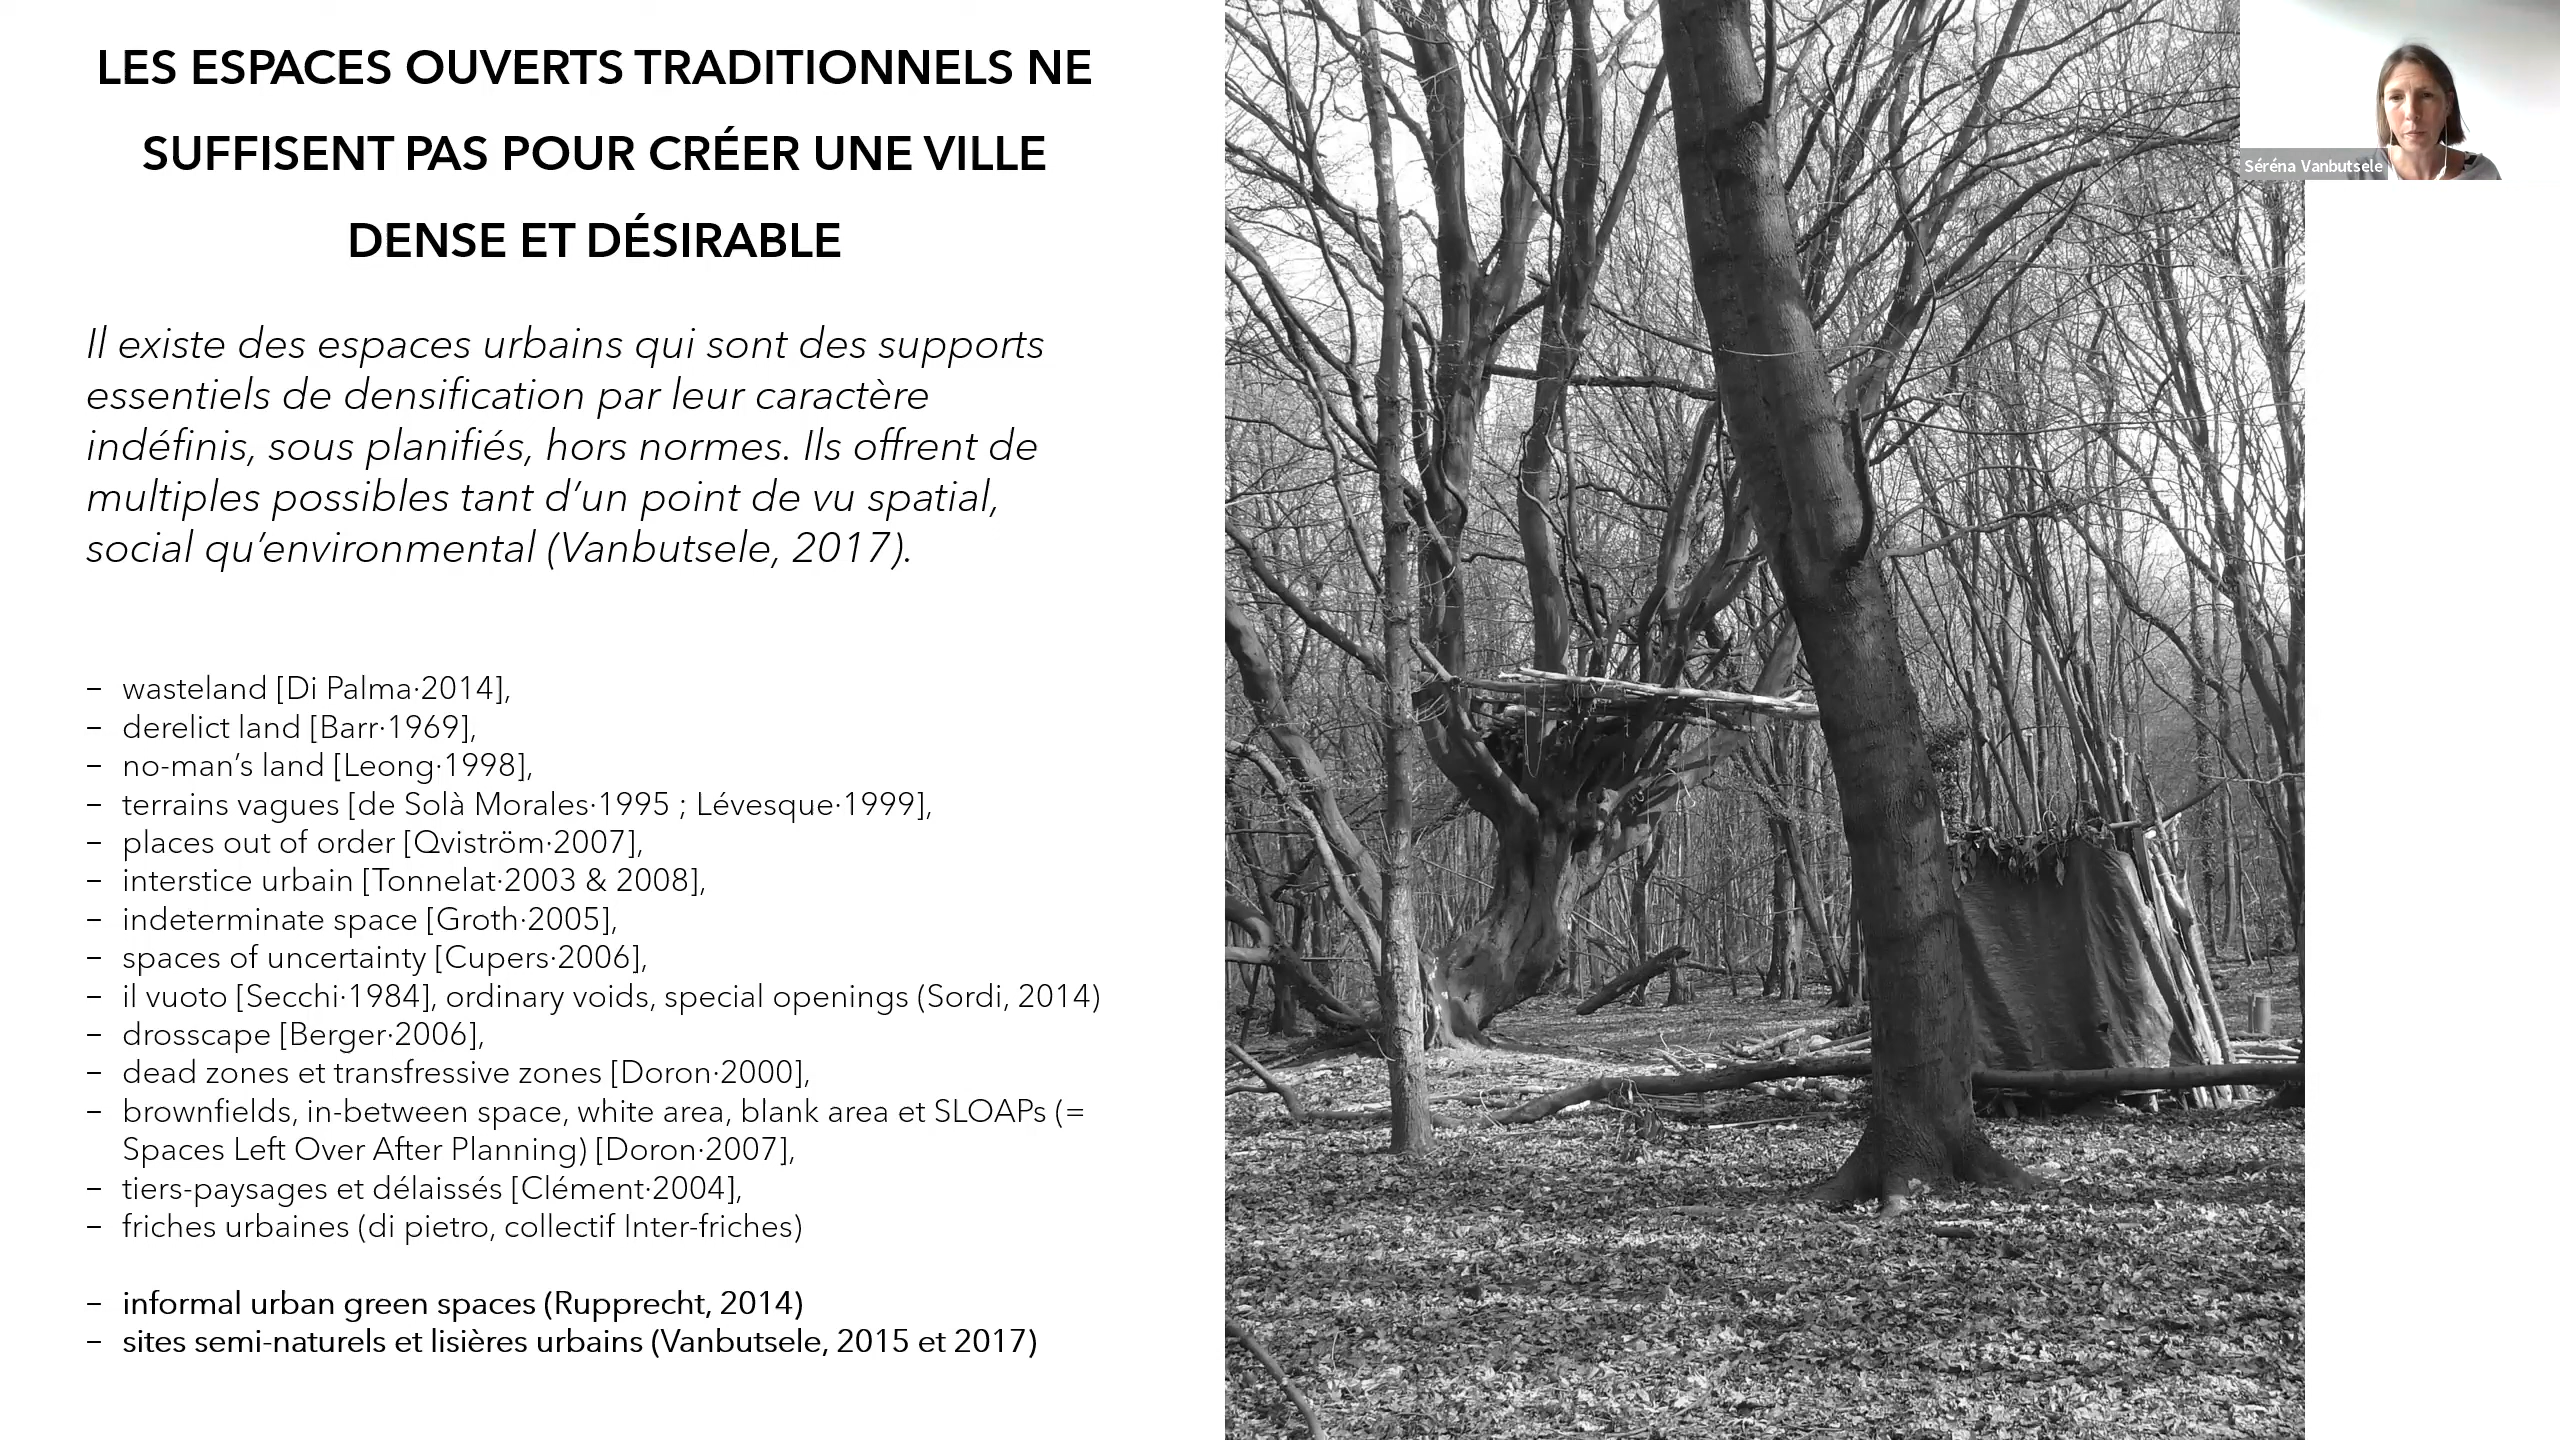 LES ESPACES OUVERTS TRADITIONNELS NE
SUFFISENT PAS POUR CRÉER UNE VILLE
DENSE ET DÉSIRABLE
Il existe des espaces urbains qui sont des supports
essentiels de densification par leur caractère
indéfinis, sous planifiés, hors normes. Ils offrent de
multiples possibles tant d’un point de vu spatial,
social qu’environmental (Vanbutsele, 2017).
– wasteland [Di Palma·2014],
– derelict land [Barr·1969],
– no-man’s land [Leong·1998],
– terrains vagues [de Solà Morales·1995 ; Lévesque·1999],
– places out of order [Qviström·2007],
– interstice urbain [Tonnelat·2003 & 2008],
– indeterminate space [Groth·2005],
– spaces of uncertainty [Cupers·2006],
– il vuoto [Secchi·1984], ordinary voids, special openings (Sordi, 2014)
– drosscape [Berger·2006],
– dead zones et transfressive zones [Doron·2000],
– brownfields, in-between space, white area, blank area et SLOAPs (=
Spaces Left Over After Planning) [Doron·2007],
– tiers-paysages et délaissés [Clément·2004],
– friches urbaines (di pietro, collectif Inter-friches)
– informal urban green spaces (Rupprecht, 2014)
– sites semi-naturels et lisières urbains (Vanbutsele, 2015 et 2017)
Séréna Vanbutsele